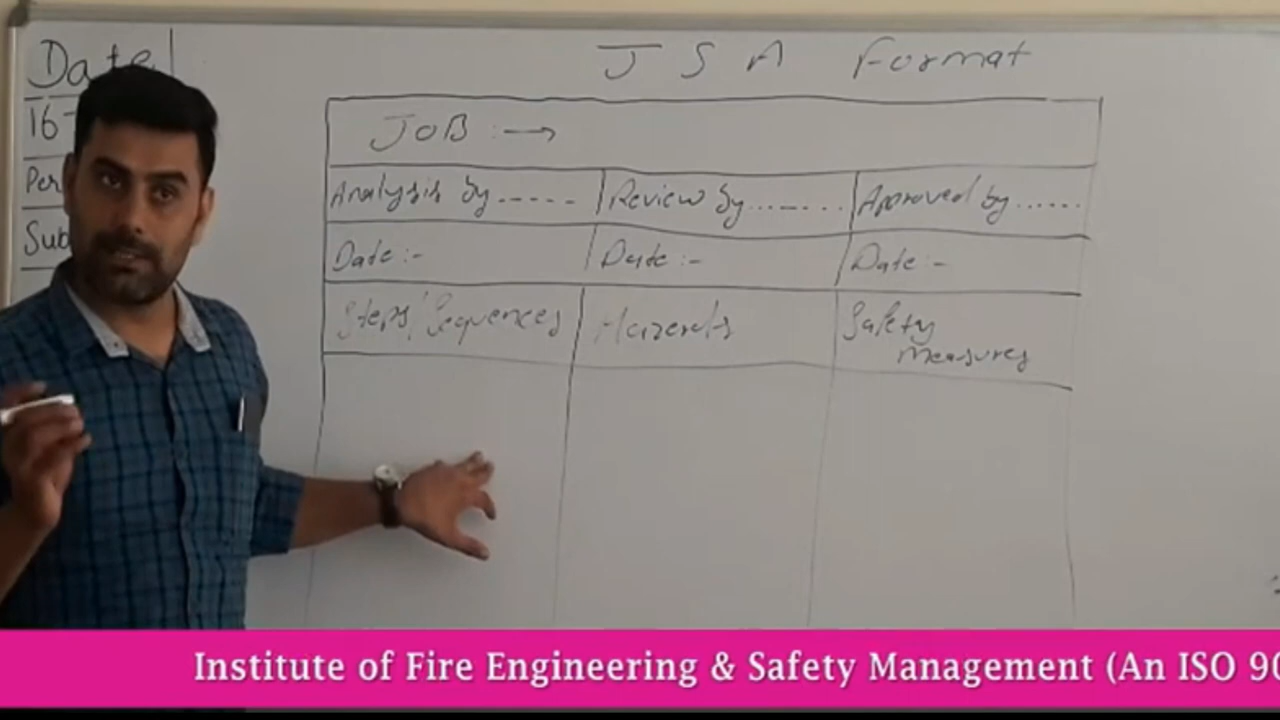 Date
J S A Format
16-
JOB :→
Per
Analysis by ----- Review by ...-... Approved by ......
Sub
Date:- Date:- Date:-
Steps/Sequences Hazards Safety
Measures
Institute of Fire Engineering & Safety Management (An ISO 90